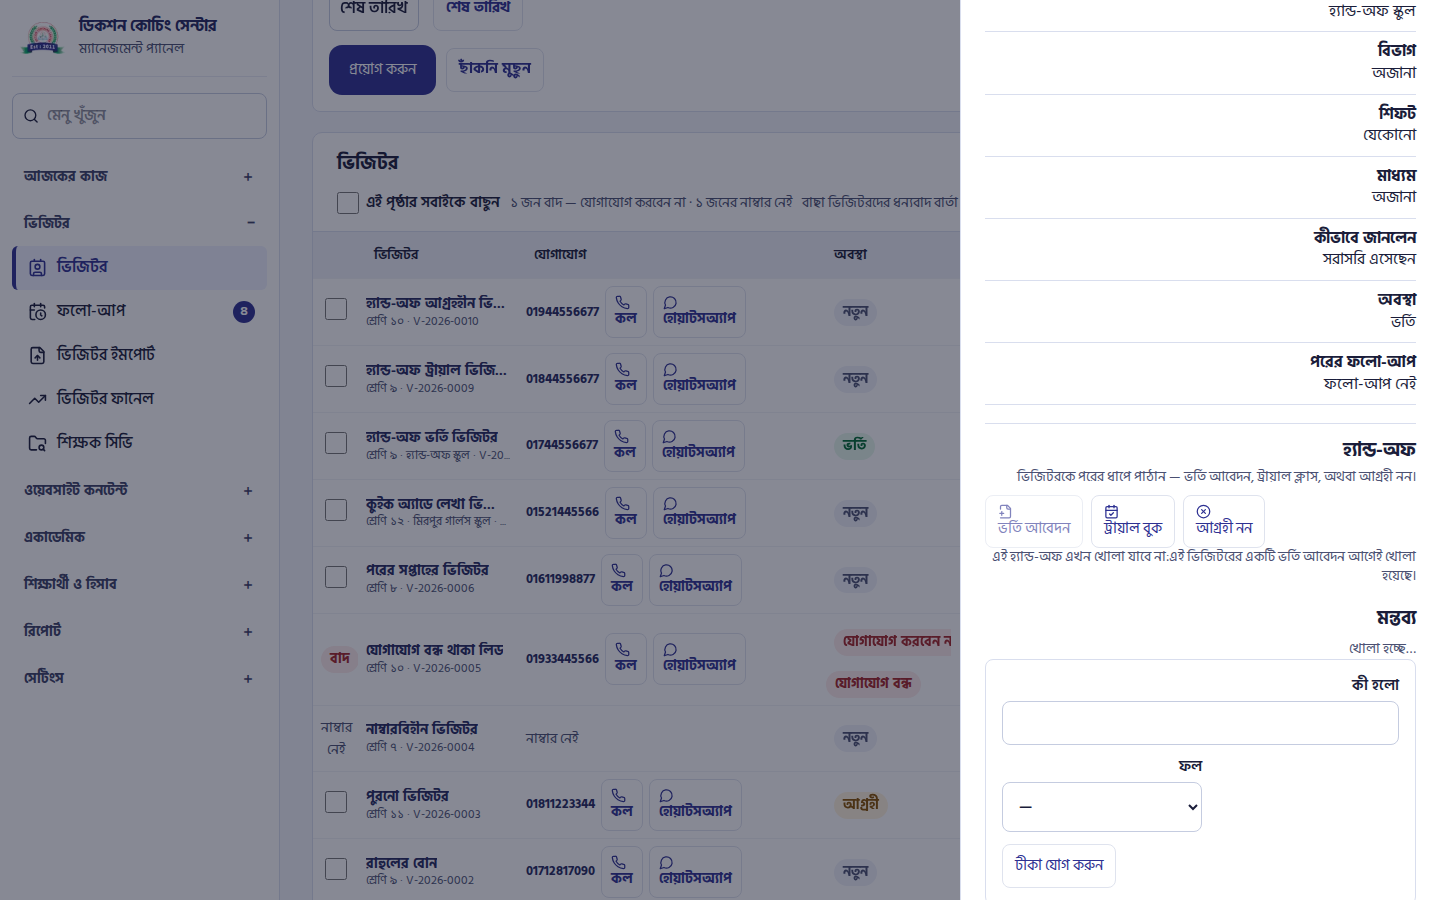 ডিকশন কোচিং সেন্টার
ম্যানেজমেন্ট প্যানেল
Est : 2011
মেনু খুঁজুন
আজকের কাজ +
ভিজিটর −
ভিজিটর
ফলো-আপ 8
ভিজিটর ইমপোর্ট
ভিজিটর ফানেল
শিক্ষক সিভি
ওয়েবসাইট কনটেন্ট +
একাডেমিক +
শিক্ষার্থী ও হিসাব +
রিপোর্ট +
সেটিংস +
শেষ তারিখ শেষ তারিখ
প্রয়োগ করুন ছাঁকনি মুছুন
ভিজিটর
এই পৃষ্ঠার সবাইকে বাছুন ১ জন বাদ — যোগাযোগ করবেন না · ১ জনের নাম্বার নেই বাছা ভিজিটরদের ধন্যবাদ বার্তা
ভিজিটর যোগাযোগ অবস্থা
হ্যান্ড-অফ আগ্রহহীন ভি...
শ্রেণি ১০ · V-2026-0010
01944556677 কল হোয়াটসঅ্যাপ নতুন
হ্যান্ড-অফ ট্রায়াল ভিজি...
শ্রেণি ৯ · V-2026-0009
01844556677 কল হোয়াটসঅ্যাপ নতুন
হ্যান্ড-অফ ভর্তি ভিজিটর
শ্রেণি ৯ · হ্যান্ড-অফ স্কুল · V-20...
01744556677 কল হোয়াটসঅ্যাপ ভর্তি
কুইক অ্যাডে লেখা ভি...
শ্রেণি ১২ · মিরপুর গার্লস স্কুল · ...
01521445566 কল হোয়াটসঅ্যাপ নতুন
পরের সপ্তাহের ভিজিটর
শ্রেণি ৮ · V-2026-0006
01611998877 কল হোয়াটসঅ্যাপ নতুন
বাদ
যোগাযোগ বন্ধ থাকা লিড
শ্রেণি ১০ · V-2026-0005
01933445566 কল হোয়াটসঅ্যাপ
যোগাযোগ করবেন ন
যোগাযোগ বন্ধ
নাম্বার নেই
নাম্বারবিহীন ভিজিটর
শ্রেণি ৭ · V-2026-0004
নাম্বার নেই নতুন
পুরনো ভিজিটর
শ্রেণি ১১ · V-2026-0003
01811223344 কল হোয়াটসঅ্যাপ আগ্রহী
রাহুলের বোন
শ্রেণি ৯ · V-2026-0002
01712817090 কল হোয়াটসঅ্যাপ নতুন
হ্যান্ড-অফ স্কুল
বিভাগ
অজানা
শিফট
যেকোনো
মাধ্যম
অজানা
কীভাবে জানলেন
সরাসরি এসেছেন
অবস্থা
ভর্তি
পরের ফলো-আপ
ফলো-আপ নেই
হ্যান্ড-অফ
ভিজিটরকে পরের ধাপে পাঠান — ভর্তি আবেদন, ট্রায়াল ক্লাস, অথবা আগ্রহী নন।
ভর্তি আবেদন ট্রায়াল বুক আগ্রহী নন
এই হ্যান্ড-অফ এখন খোলা যাবে না:এই ভিজিটরের একটি ভর্তি আবেদন আগেই খোলা
হয়েছে।
মন্তব্য
খোলা হচ্ছে...
কী হলো
ফল
—
টীকা যোগ করুন